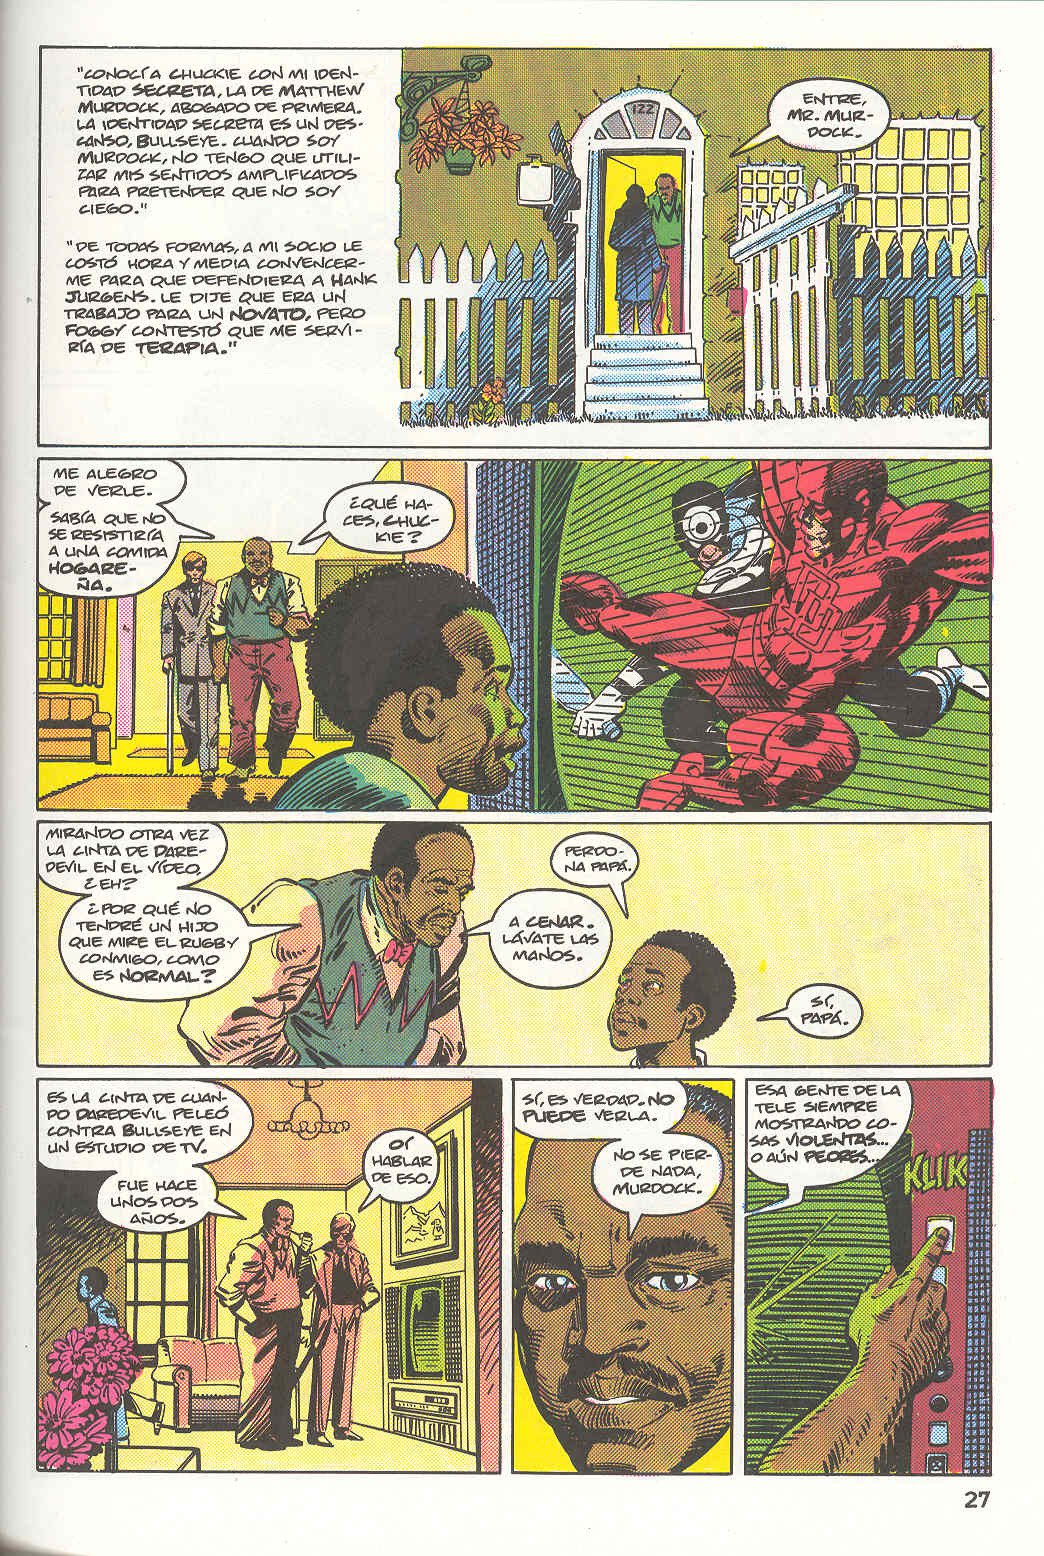 "CONOCÍ A CHUCKIE CON MI IDEN-
TIDAD SECRETA, LA DE MATTHEW
MURDOCK, ABOGADO DE PRIMERA.
LA IDENTIDAD SECRETA ES UN DES-
CANSO, BULLSEYE. CUANDO SOY
MURDOCK, NO TENGO QUE UTILI-
ZAR MIS SENTIDOS AMPLIFICADOS
PARA PRETENDER QUE NO SOY
CIEGO."
"DE TODAS FORMAS, A MI SOCIO LE
COSTÓ HORA Y MEDIA CONVENCER-
ME PARA QUE DEFENDIERA A HANK
JURGENS. LE DIJE QUE ERA UN
TRABAJO PARA UN NOVATO, PERO
FOGGY CONTESTÓ QUE ME SERVI-
RÍA DE TERAPIA."
122
ENTRE,
MR. MUR-
DOCK.
ME ALEGRO
DE VERLE.
SABÍA QUE NO
SE RESISTIRÍA
A UNA COMIDA
HOGARE-
ÑA.
¿QUÉ HA-
CES, CHUC-
KIE?
DD
MIRANDO OTRA VEZ
LA CINTA DE DARE-
DEVIL EN EL VÍDEO,
¿EH?
¿POR QUÉ NO
TENDRÉ UN HIJO
QUE MIRE EL RUGBY
CONMIGO, COMO
ES NORMAL?
PERDO-
NA PAPÁ.
A CENAR.
LÁVATE LAS
MANOS.
SÍ,
PAPÁ.
ES LA CINTA DE CUAN-
DO DAREDEVIL PELEÓ
CONTRA BULLSEYE EN
UN ESTUDIO DE TV.
FUE HACE
UNOS DOS
AÑOS.
OÍ
HABLAR
DE ESO.
SÍ, ES VERDAD. NO
PUEDE VERLA.
NO SE PIER-
DE NADA,
MURDOCK.
ESA GENTE DE LA
TELE SIEMPRE
MOSTRANDO CO-
SAS VIOLENTAS...
O AÚN PEORES...
KLIK
27